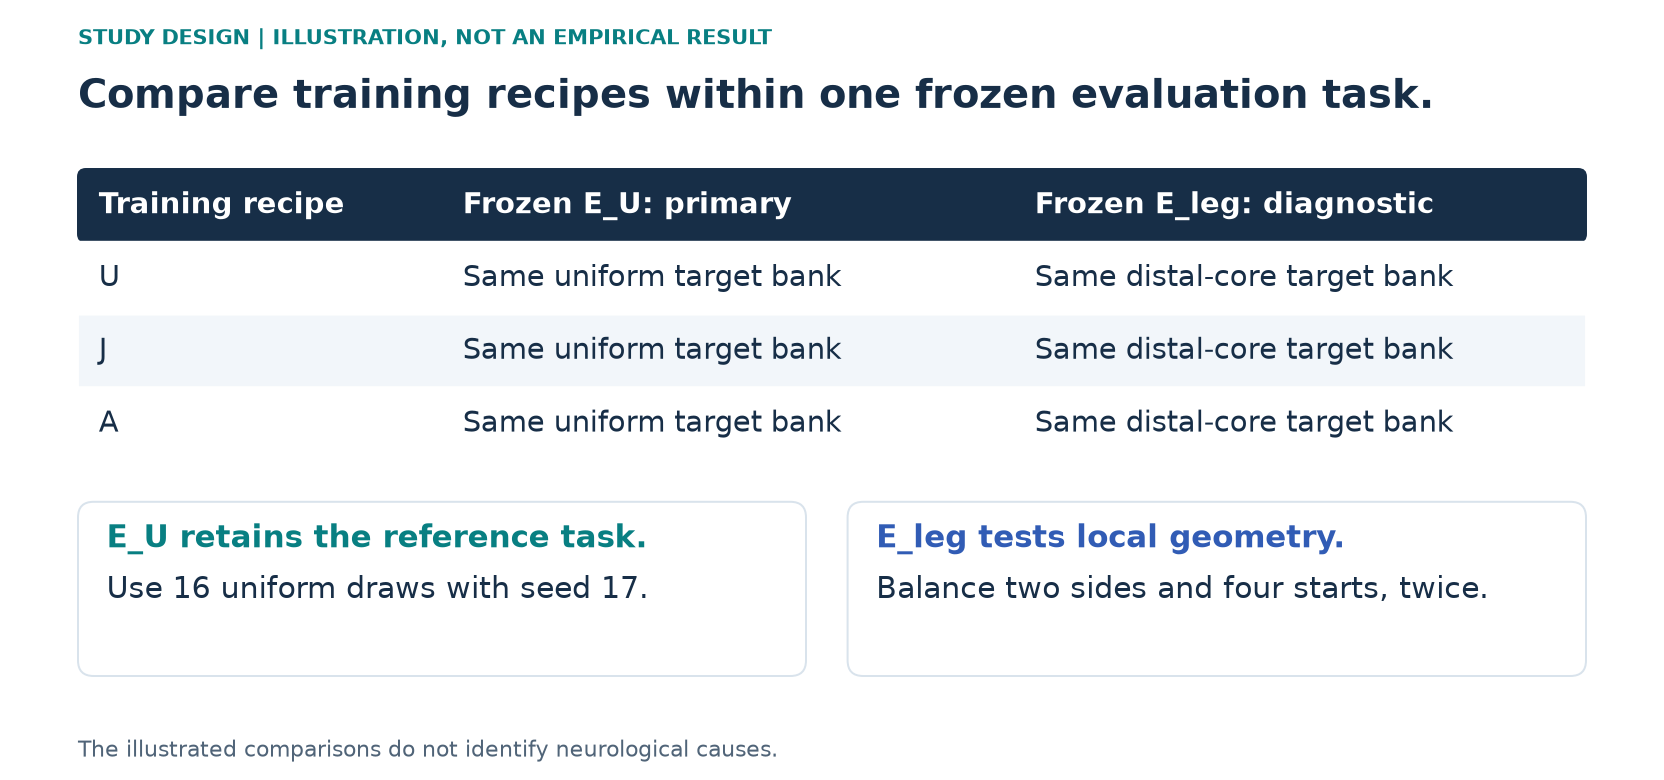 STUDY DESIGN | ILLUSTRATION, NOT AN EMPIRICAL RESULT
Compare training recipes within one frozen evaluation task.
Training recipe Frozen E_U: primary Frozen E_leg: diagnostic
U Same uniform target bank Same distal-core target bank
J Same uniform target bank Same distal-core target bank
A Same uniform target bank Same distal-core target bank
E_U retains the reference task.
Use 16 uniform draws with seed 17.
E_leg tests local geometry.
Balance two sides and four starts, twice.
The illustrated comparisons do not identify neurological causes.